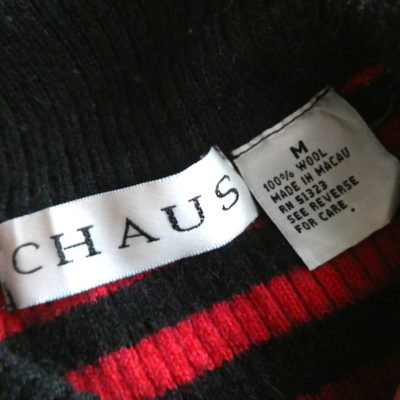 CHAUS
M
100% WOOL
MADE IN MACAU
RN 51323
SEE REVERSE
FOR CARE.